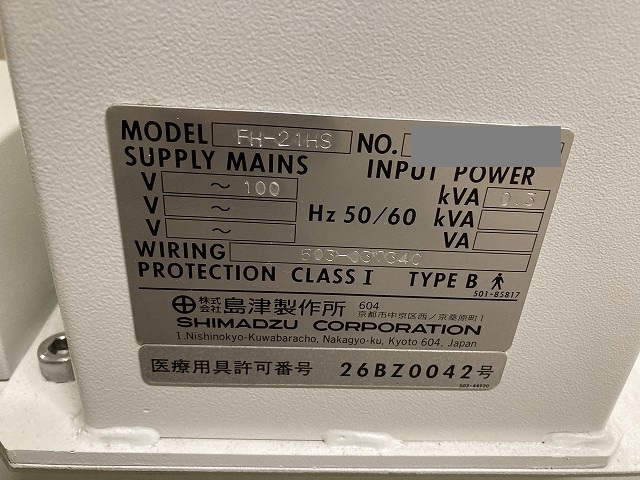 MODEL FH-21HS NO.
SUPPLY MAINS INPUT POWER
V ~ 100 kVA 0.3
V ~ Hz 50/60 kVA
V ~ VA
WIRING
PROTECTION CLASS I TYPE B
501-85817
株式会社 島津製作所 604 京都市中京区西ノ京桑原町1
SHIMADZU CORPORATION
1.Nishinokyo-Kuwabaracho, Nakagyo-ku, Kyoto 604, Japan
医療用具許可番号 26BZ0042号